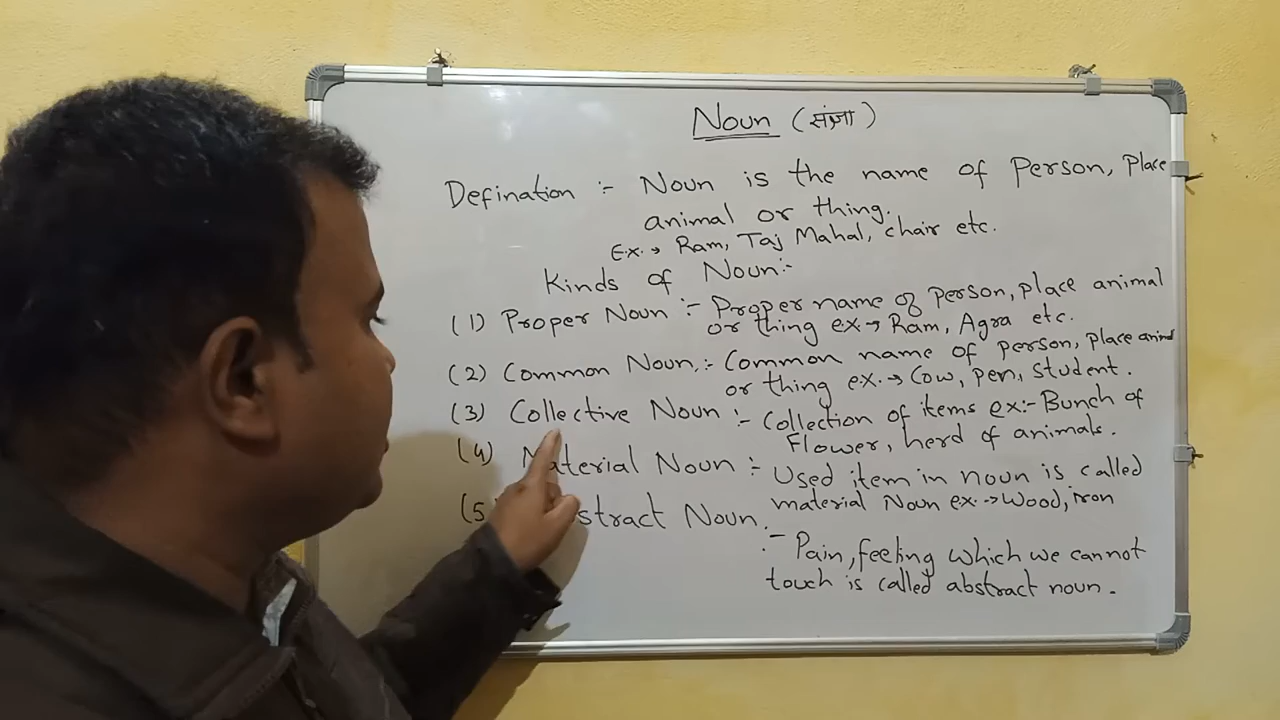 Noun (संज्ञा)
Defination :- Noun is the name of Person, Place
animal or thing.
Ex. → Ram, Taj Mahal, chair etc.
Kinds of Noun:-
(1) Proper Noun :- Proper name of person, place animal
or thing ex → Ram, Agra etc.
(2) Common Noun, :- Common name of person, place animal
or thing ex. → Cow, pen, student.
(3) Collective Noun :- Collection of items ex:- Bunch of
Flower, herd of animals.
(4) Material Noun :- Used item in noun is called
material Noun ex. → Wood, iron
(5) stract Noun.
:- Pain, feeling which we cannot
touch is called abstract noun.